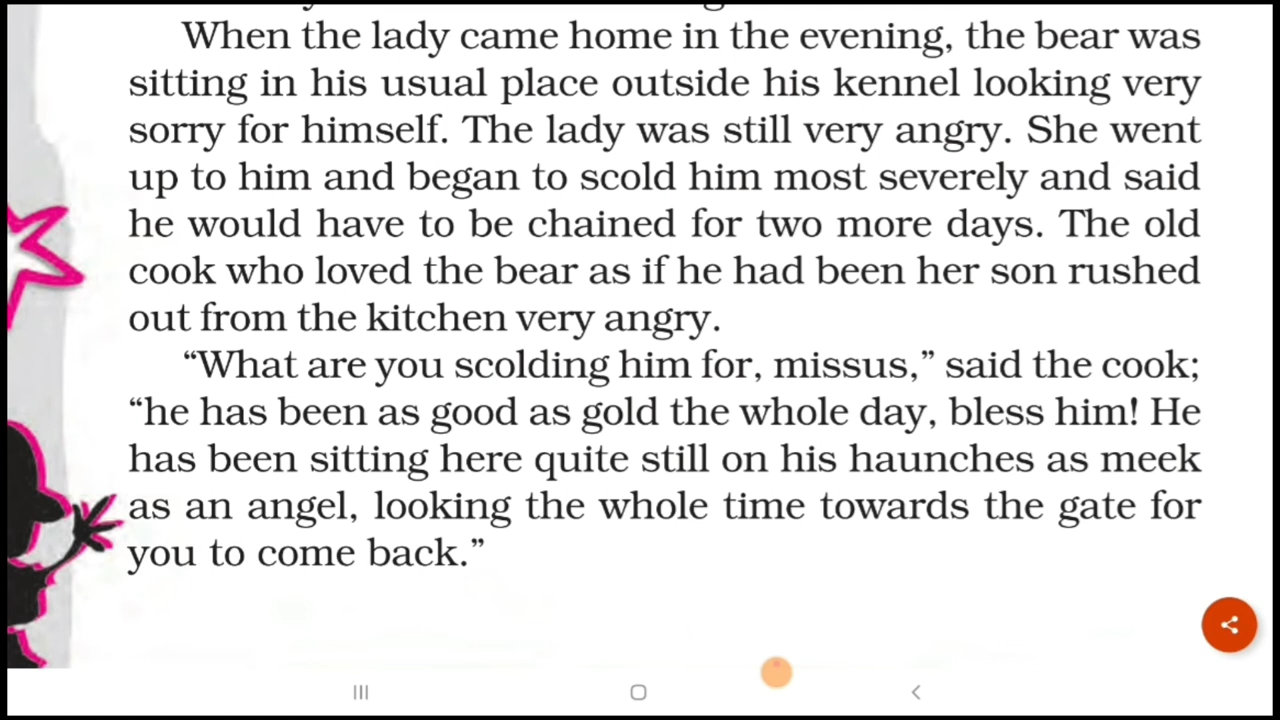 When the lady came home in the evening, the bear was
sitting in his usual place outside his kennel looking very
sorry for himself. The lady was still very angry. She went
up to him and began to scold him most severely and said
he would have to be chained for two more days. The old
cook who loved the bear as if he had been her son rushed
out from the kitchen very angry.
“What are you scolding him for, missus,” said the cook;
“he has been as good as gold the whole day, bless him! He
has been sitting here quite still on his haunches as meek
as an angel, looking the whole time towards the gate for
you to come back.”